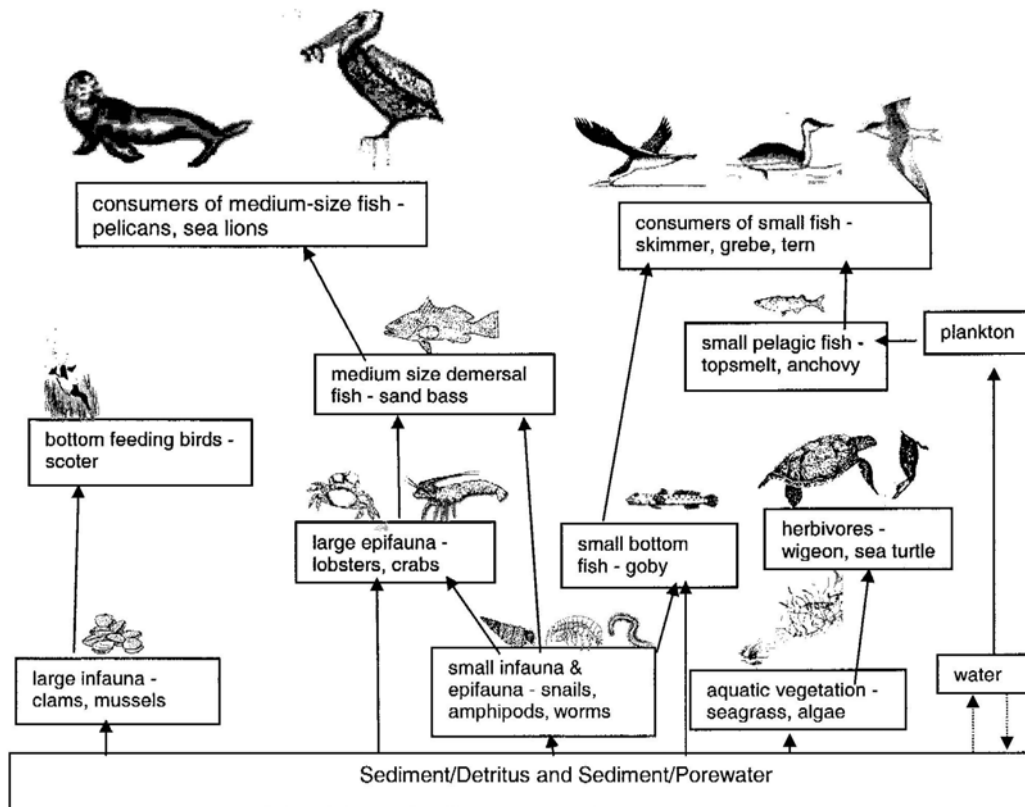 consumers of medium-size fish -
pelicans, sea lions
consumers of small fish -
skimmer, grebe, tern
small pelagic fish -
topsmelt, anchovy
plankton
medium size demersal
fish - sand bass
bottom feeding birds -
scoter
large epifauna -
lobsters, crabs
small bottom
fish - goby
herbivores -
wigeon, sea turtle
large infauna -
clams, mussels
small infauna &
epifauna - snails,
amphipods, worms
aquatic vegetation -
seagrass, algae
water
Sediment/Detritus and Sediment/Porewater